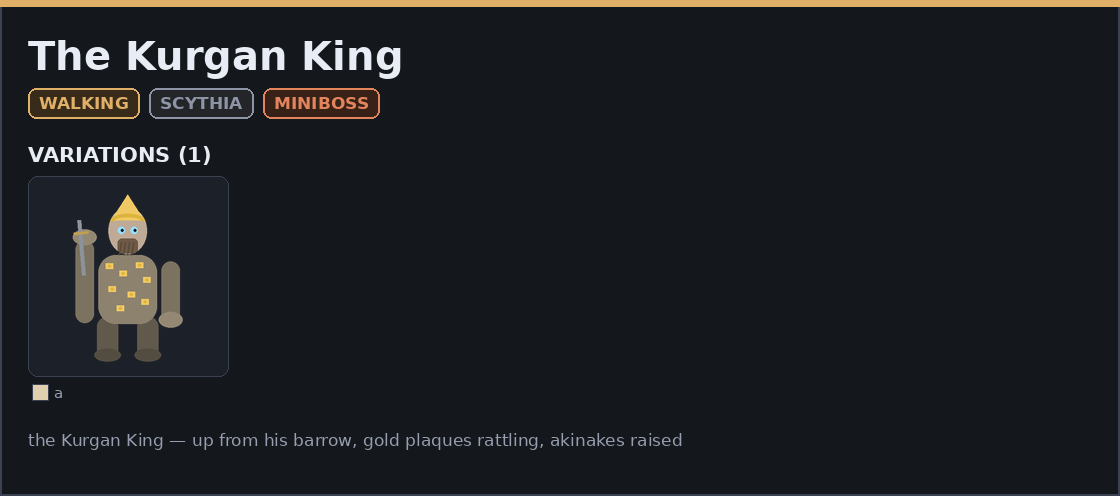 The Kurgan King
WALKING SCYTHIA MINIBOSS
VARIATIONS (1)
a
the Kurgan King — up from his barrow, gold plaques rattling, akinakes raised